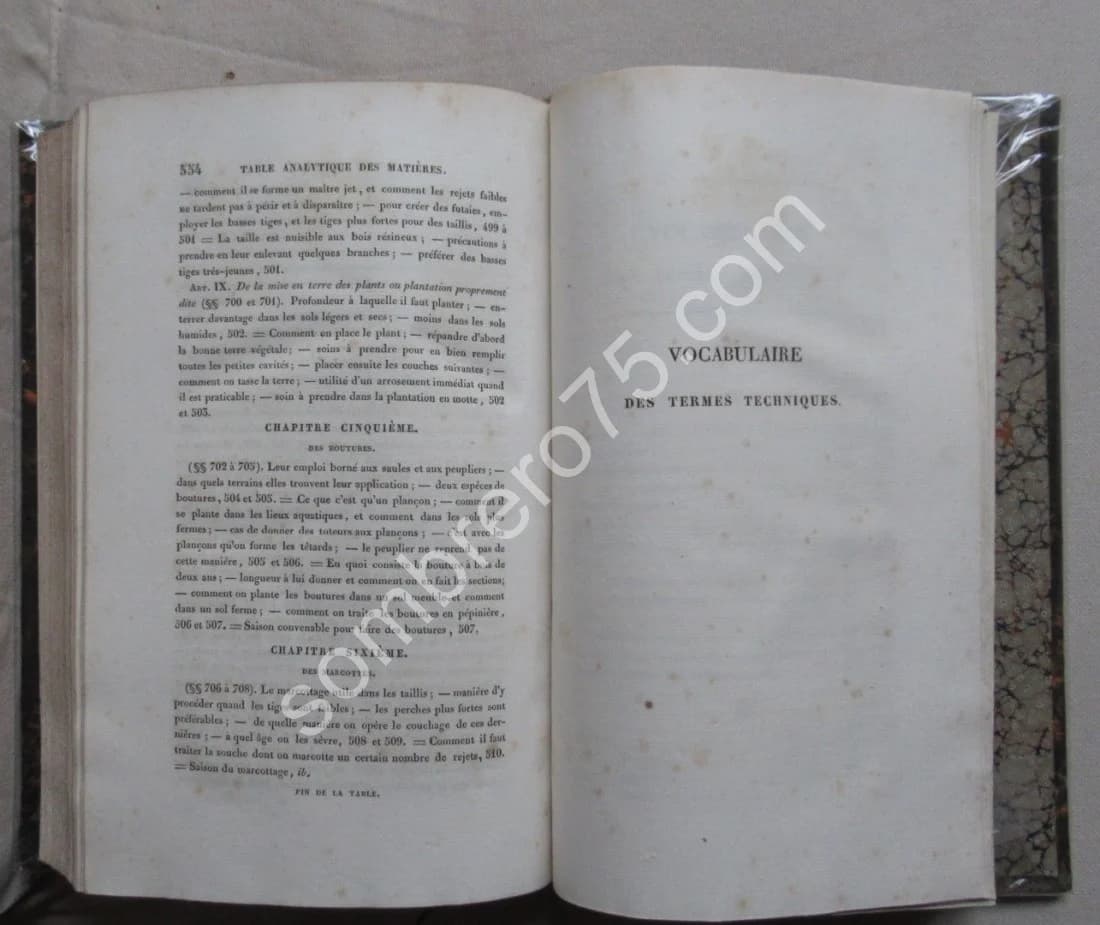 554 TABLE ANALYTIQUE DES MATIÈRES.
— comment il se forme un maître jet, et comment les rejets faibles
ne tardent pas à périr et à disparaître ; — pour créer des futaies, em-
ployer les basses tiges, et les tiges plus fortes pour des taillis, 499 à
501 = La taille est nuisible aux bois résineux ; — précautions à
prendre en leur enlevant quelques branches ; — préférer des basses
tiges très-jeunes, 501.
ART. IX. De la mise en terre des plants ou plantation proprement
dite (§§ 700 et 701). Profondeur à laquelle il faut planter ; — en-
terrer davantage dans les sols légers et secs ; — moins dans les sols
humides, 502. = Comment on place le plant ; — répandre d'abord
la bonne terre végétale ; — soins à prendre pour en bien remplir
toutes les petites cavités ; — placer ensuite les couches suivantes ; —
comment on tasse la terre ; — utilité d'un arrosement immédiat quand
il est praticable ; — soin à prendre dans la plantation en motte, 502
et 503.
CHAPITRE CINQUIÈME.
DES BOUTURES.
(§§ 702 à 705). Leur emploi borné aux saules et aux peupliers ; —
dans quels terrains elles trouvent leur application ; — deux espèces de
boutures, 504 et 505. = Ce que c'est qu'un plançon ; — comment il
se plante dans les lieux aquatiques, et comment dans les sols plus
fermes ; — cas de donner des tuteurs aux plançons ; — c'est avec les
plançons qu'on forme les têtards ; — le peuplier ne reprend pas de
cette manière, 505 et 506. = En quoi consiste la bouture à bois de
deux ans ; — longueur à lui donner et comment on en fait les sections;
— comment on plante les boutures dans un sol meuble et comment
dans un sol ferme ; — comment on traite les boutures en pépinière,
506 et 507. = Saison convenable pour faire des boutures, 507.
CHAPITRE SIXIÈME.
DES MARCOTTES.
(§§ 706 à 708). Le marcottage utile dans les taillis ; — manière d'y
procéder quand les tiges sont faibles ; — les perches plus fortes sont
préférables ; — de quelle manière on opère le couchage de ces der-
nières ; — à quel âge on les sèvre, 508 et 509. = Comment il faut
traiter la souche dont on marcotte un certain nombre de rejets, 510.
= Saison du marcottage, ib.
FIN DE LA TABLE.
VOCABULAIRE
DES TERMES TECHNIQUES.
sombrero75.com